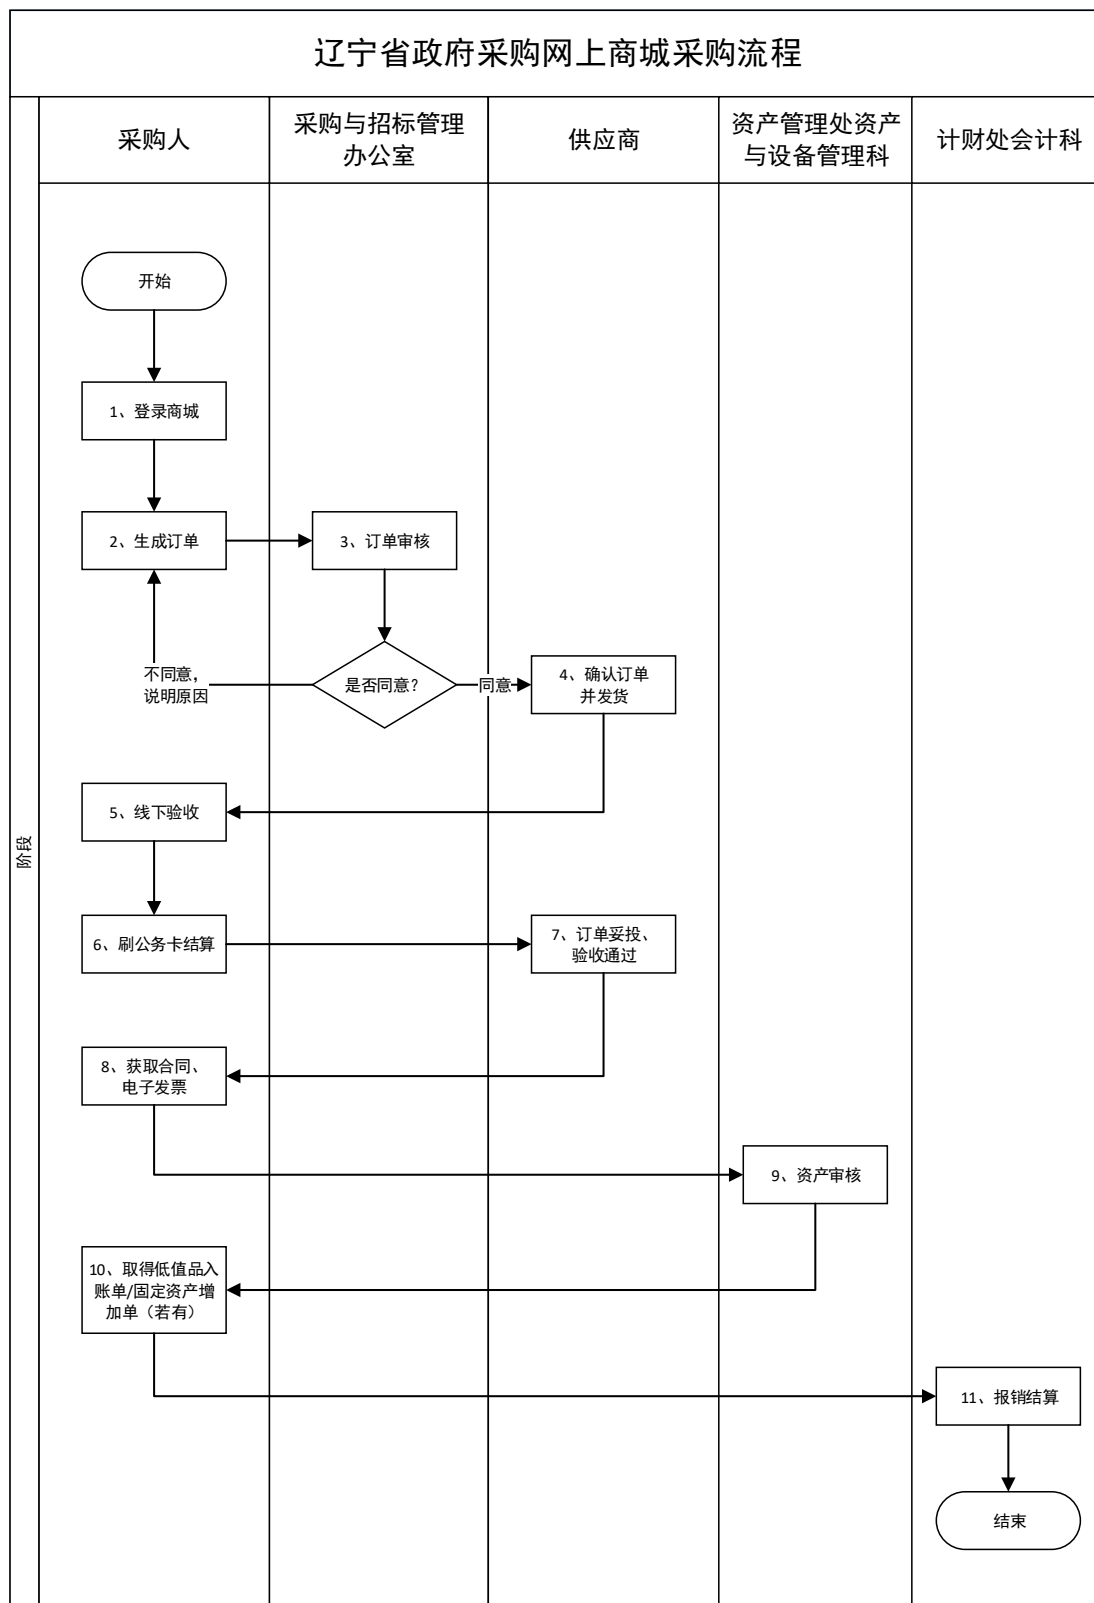 辽宁省政府采购网上商城采购流程
采购人
采购与招标管理
办公室
供应商
资产管理处资产
与设备管理科
计财处会计科
阶段
开始
1、登录商城
2、生成订单
3、订单审核
不同意，
说明原因
是否同意？
同意
4、确认订单
并发货
5、线下验收
6、刷公务卡结算
7、订单妥投、
验收通过
8、获取合同、
电子发票
9、资产审核
10、取得低值品入
账单/固定资产增
加单（若有）
11、报销结算
结束